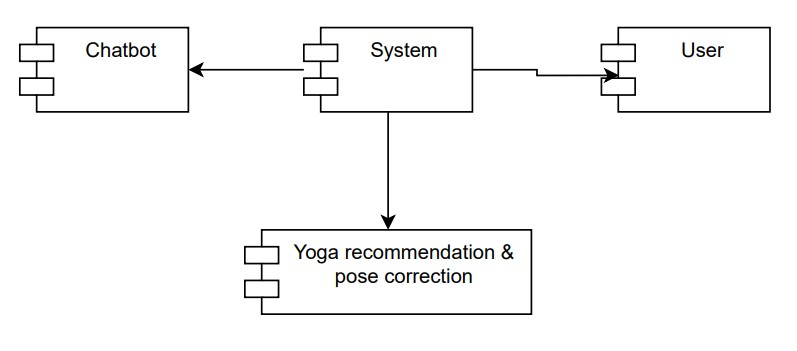 Chatbot
System
User
Yoga recommendation &
pose correction